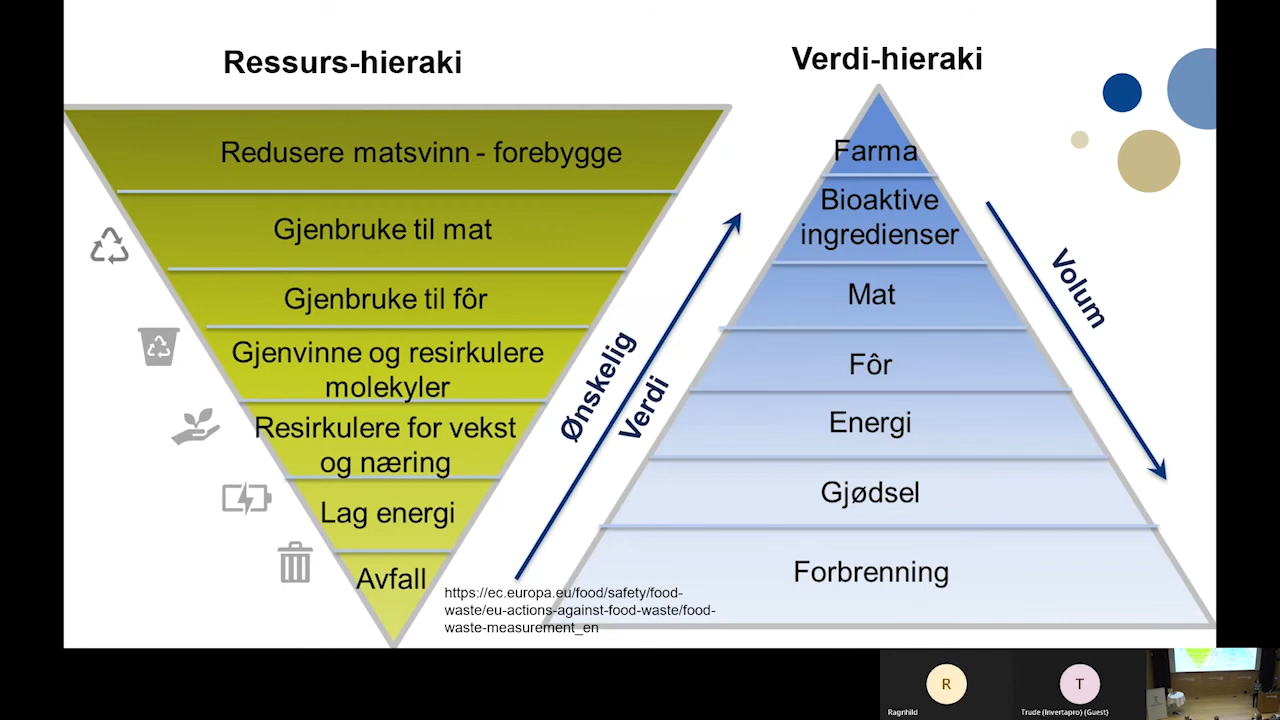 Ressurs-hieraki
Redusere matsvinn - forebygge
Gjenbruke til mat
Gjenbruke til fôr
Gjenvinne og resirkulere
molekyler
Resirkulere for vekst
og næring
Lag energi
Avfall
Ønskelig
Verdi
https://ec.europa.eu/food/safety/food-
waste/eu-actions-against-food-waste/food-
waste-measurement_en
Verdi-hieraki
Farma
Bioaktive
ingredienser
Mat
Fôr
Energi
Gjødsel
Forbrenning
Volum
R
Ragnhild
T
Trude (Invertapro) (Guest)